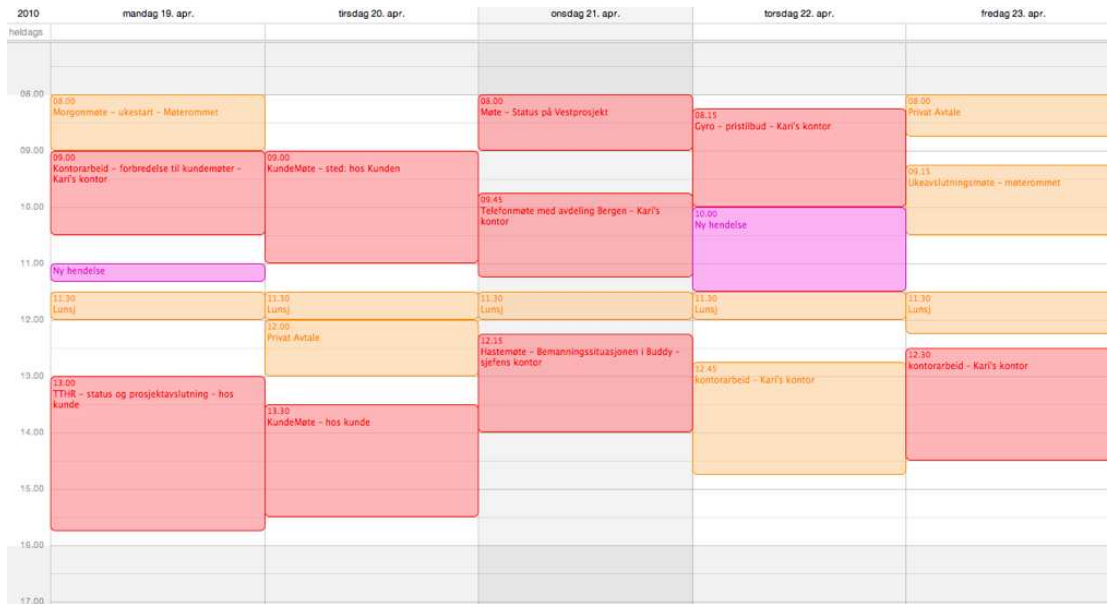 2010
mandag 19. apr.
tirsdag 20. apr.
onsdag 21. apr.
torsdag 22. apr.
fredag 23. apr.
heldags
08.00
09.00
10.00
11.00
12.00
13.00
14.00
15.00
16.00
17.00
08.00
Morgonmøte – ukestart – Møterommet
09.00
Kontorarbeid – forbredelse til kundemøter –
Kari's kontor
Ny hendelse
11.30
Lunsj
13.00
TTHR – status og prosjektavslutning – hos
kunde
09.00
KundeMøte – sted: hos Kunden
11.30
Lunsj
12.00
Privat Avtale
13.30
KundeMøte – hos kunde
08.00
Møte – Status på Vestprosjekt
09.45
Telefonmøte med avdeling Bergen – Kari's
kontor
11.30
Lunsj
12.15
Hastemøte – Bemanningssituasjonen i Buddy –
sjefens kontor
08.15
Gyro – pristilbud – Kari's kontor
10.00
Ny hendelse
11.30
Lunsj
12.45
kontorarbeid – Kari's kontor
08.00
Privat Avtale
09.15
Ukeavslutningsmøte – møterommet
11.30
Lunsj
12.30
kontorarbeid – Kari's kontor